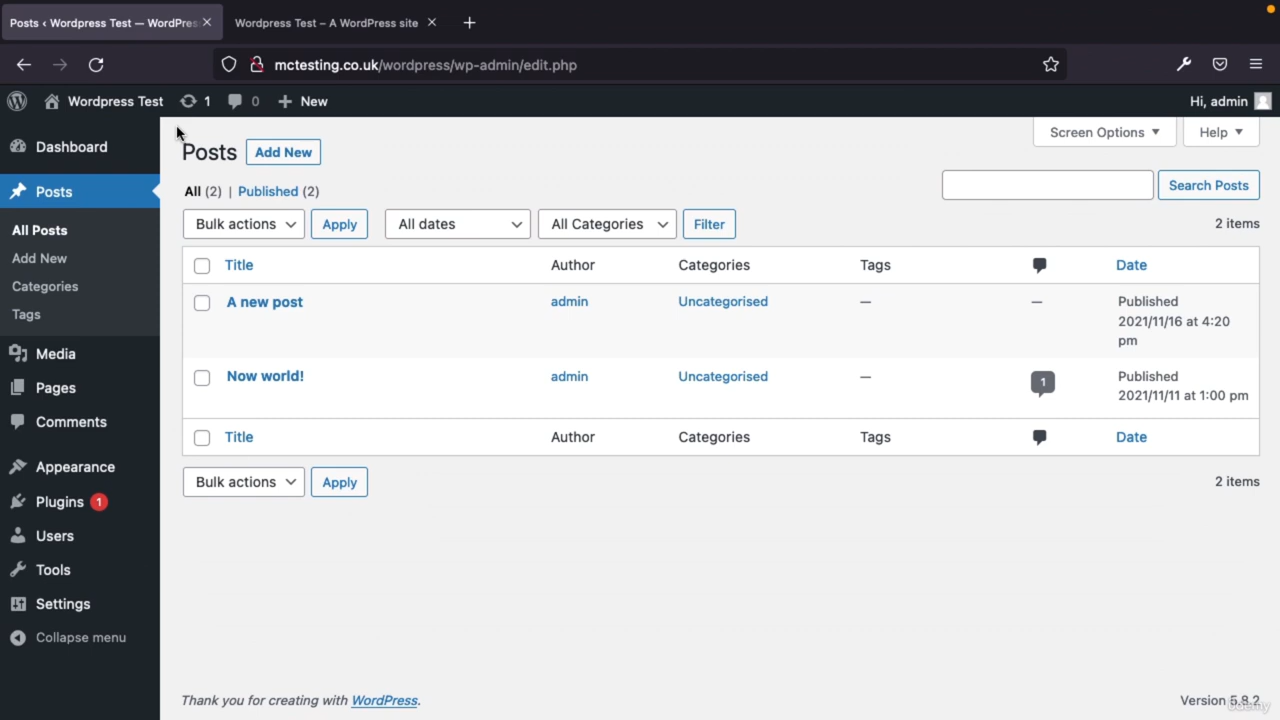 Posts ‹ Wordpress Test — WordPres
Wordpress Test – A WordPress site
mctesting.co.uk/wordpress/wp-admin/edit.php
Wordpress Test 1 0 New
Hi, admin
Dashboard
Posts
All Posts
Add New
Categories
Tags
Media
Pages
Comments
Appearance
Plugins 1
Users
Tools
Settings
Collapse menu
Screen Options
Help
Posts
Add New
All (2) | Published (2)
Search Posts
Bulk actions
Apply
All dates
All Categories
Filter
2 items
Title Author Categories Tags Date
A new post admin Uncategorised — — Published
2021/11/16 at 4:20
pm
Now world! admin Uncategorised — 1 Published
2021/11/11 at 1:00 pm
Title Author Categories Tags Date
Bulk actions
Apply
2 items
Thank you for creating with WordPress.
Version 5.8.2
Udemy